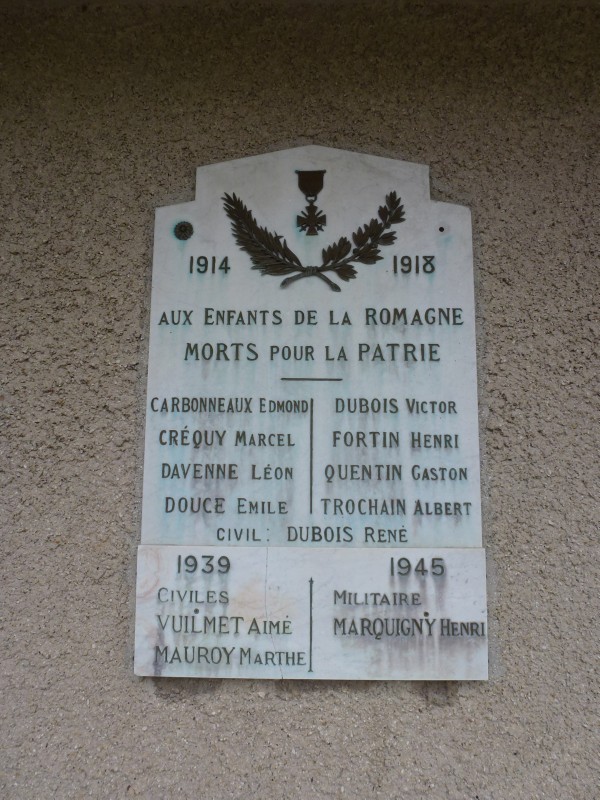 1914 1918
AUX ENFANTS DE LA ROMAGNE
MORTS POUR LA PATRIE
CARBONNEAUX EDMOND
CRÉQUY MARCEL
DAVENNE LÉON
DOUCE EMILE
DUBOIS VICTOR
FORTIN HENRI
QUENTIN GASTON
TROCHAIN ALBERT
CIVIL: DUBOIS RENÉ
1939 1945
CIVILES
VUILMET AIMÉ
MAUROY MARTHE
MILITAIRE
MARQUIGNY HENRI